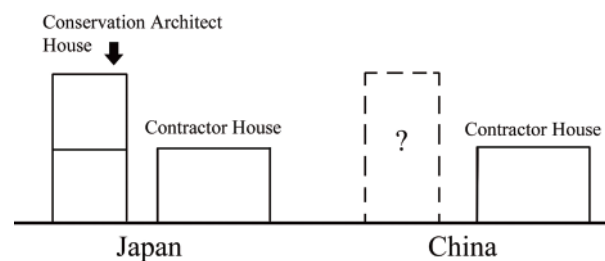 Conservation Architect
House
Contractor House
?
Contractor House
Japan
China